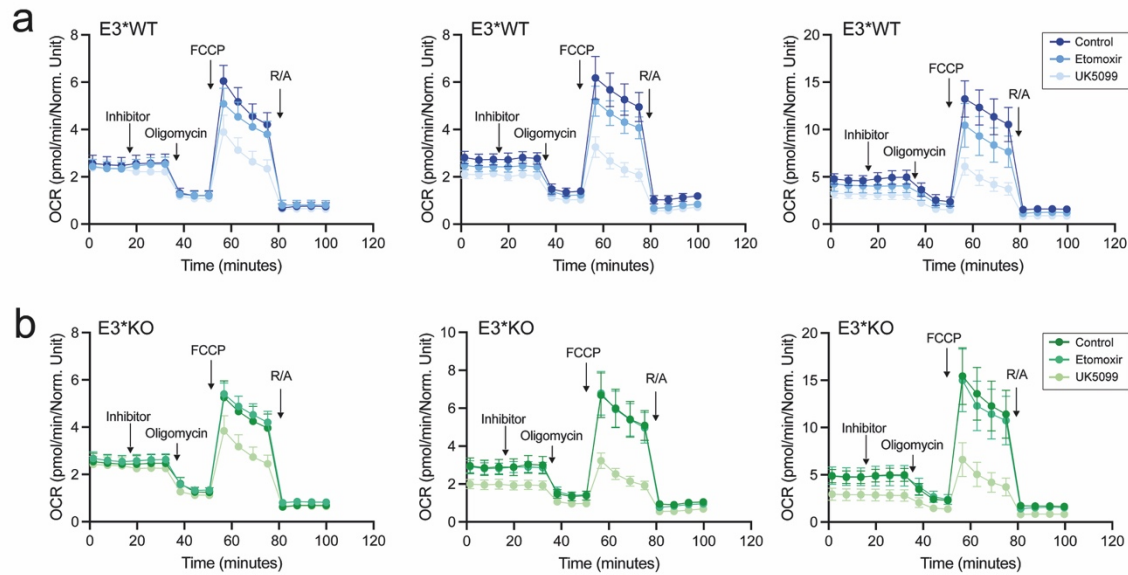 a
E3*WT
OCR (pmol/min/Norm. Unit)
8
6
4
2
0
Inhibitor
Oligomycin
FCCP
R/A
0 20 40 60 80 100 120
Time (minutes)
E3*WT
OCR (pmol/min/Norm. Unit)
8
6
4
2
0
Inhibitor
Oligomycin
FCCP
R/A
0 20 40 60 80 100 120
Time (minutes)
E3*WT
OCR (pmol/min/Norm. Unit)
20
15
10
5
0
Inhibitor
Oligomycin
FCCP
R/A
0 20 40 60 80 100 120
Time (minutes)
Control
Etomoxir
UK5099
b
E3*KO
OCR (pmol/min/Norm. Unit)
8
6
4
2
0
Inhibitor
Oligomycin
FCCP
R/A
0 20 40 60 80 100 120
Time (minutes)
E3*KO
OCR (pmol/min/Norm. Unit)
10
8
6
4
2
0
Inhibitor
Oligomycin
FCCP
R/A
0 20 40 60 80 100 120
Time (minutes)
E3*KO
OCR (pmol/min/Norm. Unit)
20
15
10
5
0
Inhibitor
Oligomycin
FCCP
R/A
0 20 40 60 80 100 120
Time (minutes)
Control
Etomoxir
UK5099